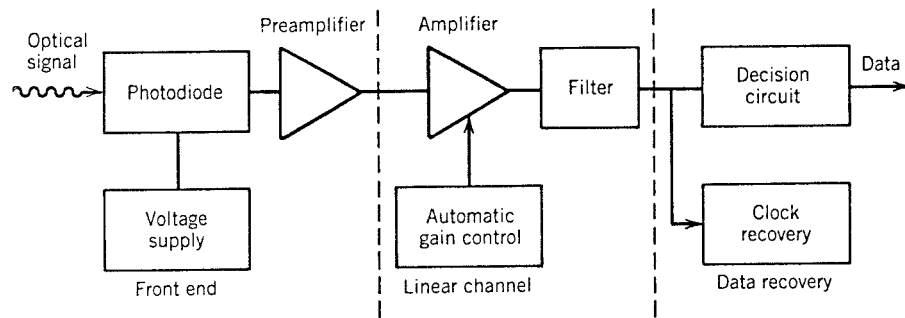 Optical
signal
Photodiode
Preamplifier
Voltage
supply
Front end
Amplifier
Filter
Automatic
gain control
Linear channel
Decision
circuit
Data
Clock
recovery
Data recovery